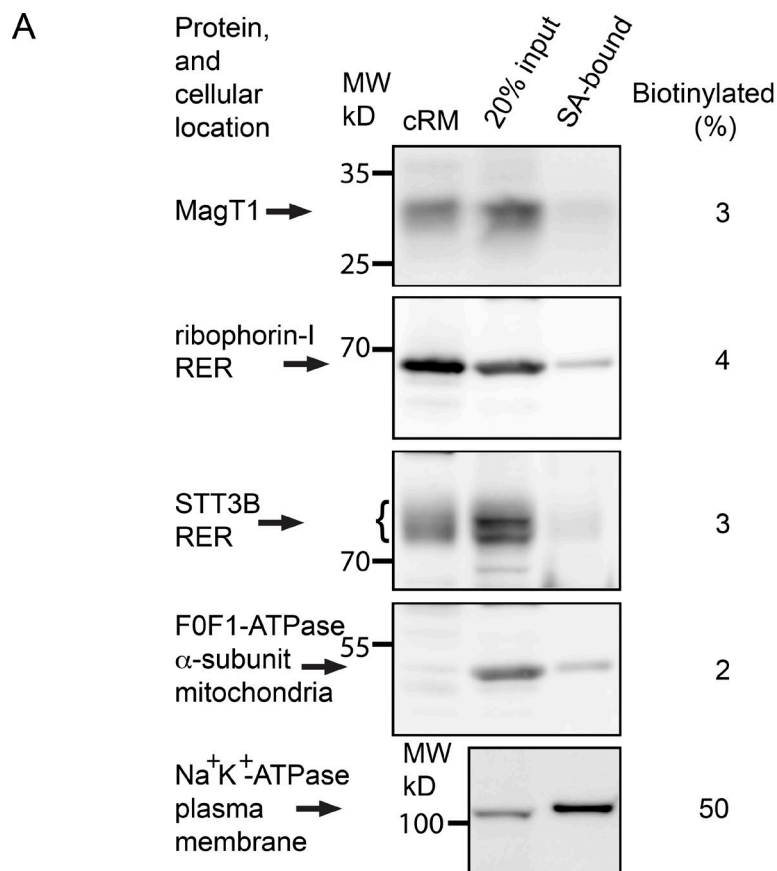 A
Protein,
and
cellular
location
MW
kD
cRM
20% input
SA-bound
Biotinylated
(%)
35
MagT1
3
25
ribophorin-I
RER
70
4
STT3B
RER
{
70
3
F0F1-ATPase
α-subunit
mitochondria
55
2
MW
kD
Na+K+-ATPase
plasma
membrane
100
50